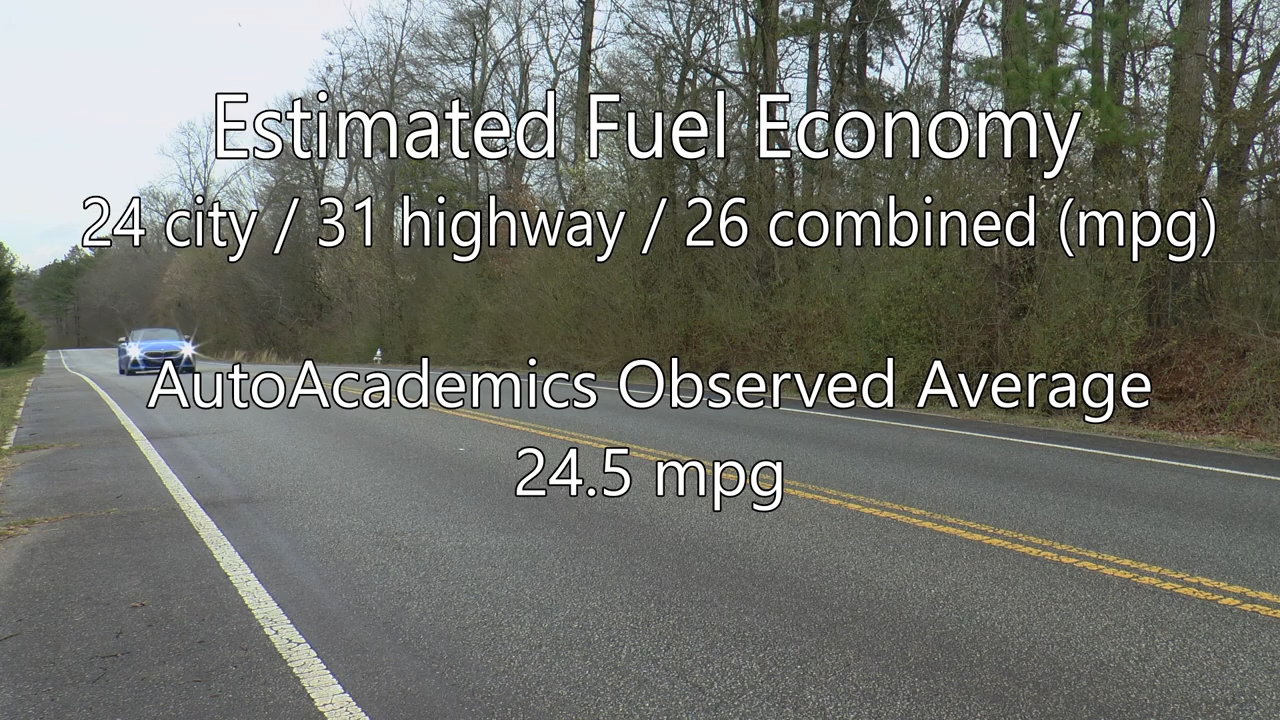 Estimated Fuel Economy
24 city / 31 highway / 26 combined (mpg)
AutoAcademics Observed Average
24.5 mpg